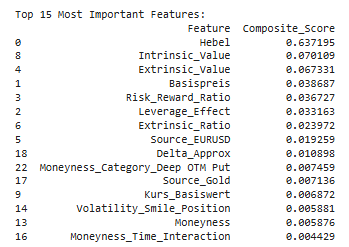 Top 15 Most Important Features:
Feature Composite_Score
0 Hebel 0.637195
8 Intrinsic_Value 0.070109
4 Extrinsic_Value 0.067331
1 Basispreis 0.038687
3 Risk_Reward_Ratio 0.036727
2 Leverage_Effect 0.033163
6 Extrinsic_Ratio 0.023972
5 Source_EURUSD 0.019259
18 Delta_Approx 0.010898
22 Moneyness_Category_Deep OTM Put 0.007459
17 Source_Gold 0.007136
9 Kurs_Basiswert 0.006872
14 Volatility_Smile_Position 0.005881
13 Moneyness 0.005876
16 Moneyness_Time_Interaction 0.004429